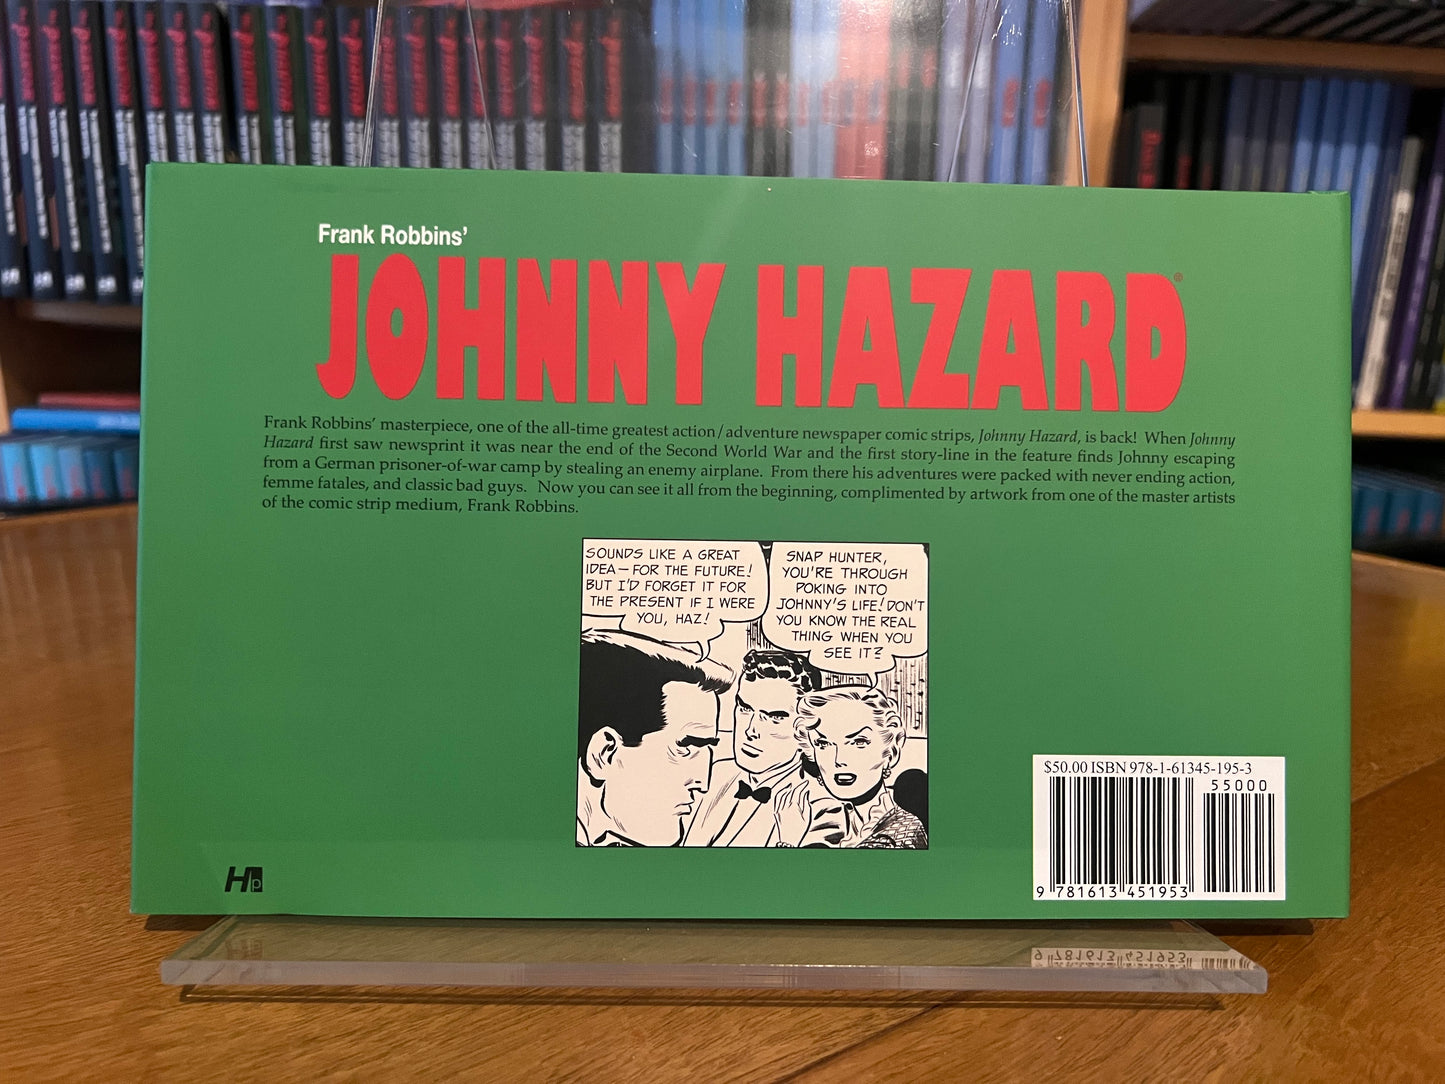 Frank Robbins’
JOHNNY HAZARD®
Frank Robbins’ masterpiece, one of the all-time greatest action/adventure newspaper comic strips, Johnny Hazard, is back! When Johnny
Hazard first saw newsprint it was near the end of the Second World War and the first story-line in the feature finds Johnny escaping
from a German prisoner-of-war camp by stealing an enemy airplane. From there his adventures were packed with never ending action,
femme fatales, and classic bad guys. Now you can see it all from the beginning, complimented by artwork from one of the master artists
of the comic strip medium, Frank Robbins.
SOUNDS LIKE A GREAT
IDEA—FOR THE FUTURE!
BUT I'D FORGET IT FOR
THE PRESENT IF I WERE
YOU, HAZ!
SNAP HUNTER,
YOU'RE THROUGH
POKING INTO
JOHNNY'S LIFE! DON'T
YOU KNOW THE REAL
THING WHEN YOU
SEE IT?
$50.00 ISBN 978-1-61345-195-3
55000
9 781613 451953
Hp